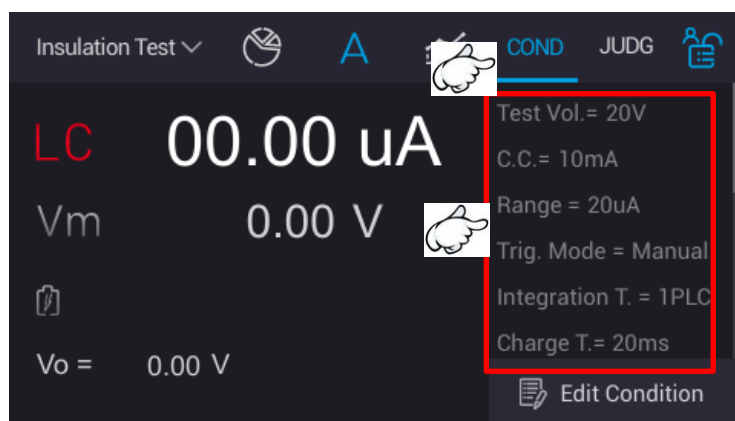 Insulation Test A COND JUDG
Test Vol.= 20V
LC 00.00 uA
C.C.= 10mA
Range = 20uA
Vm 0.00 V
Trig. Mode = Manual
Integration T. = 1PLC
Charge T.= 20ms
Vo = 0.00 V
Edit Condition